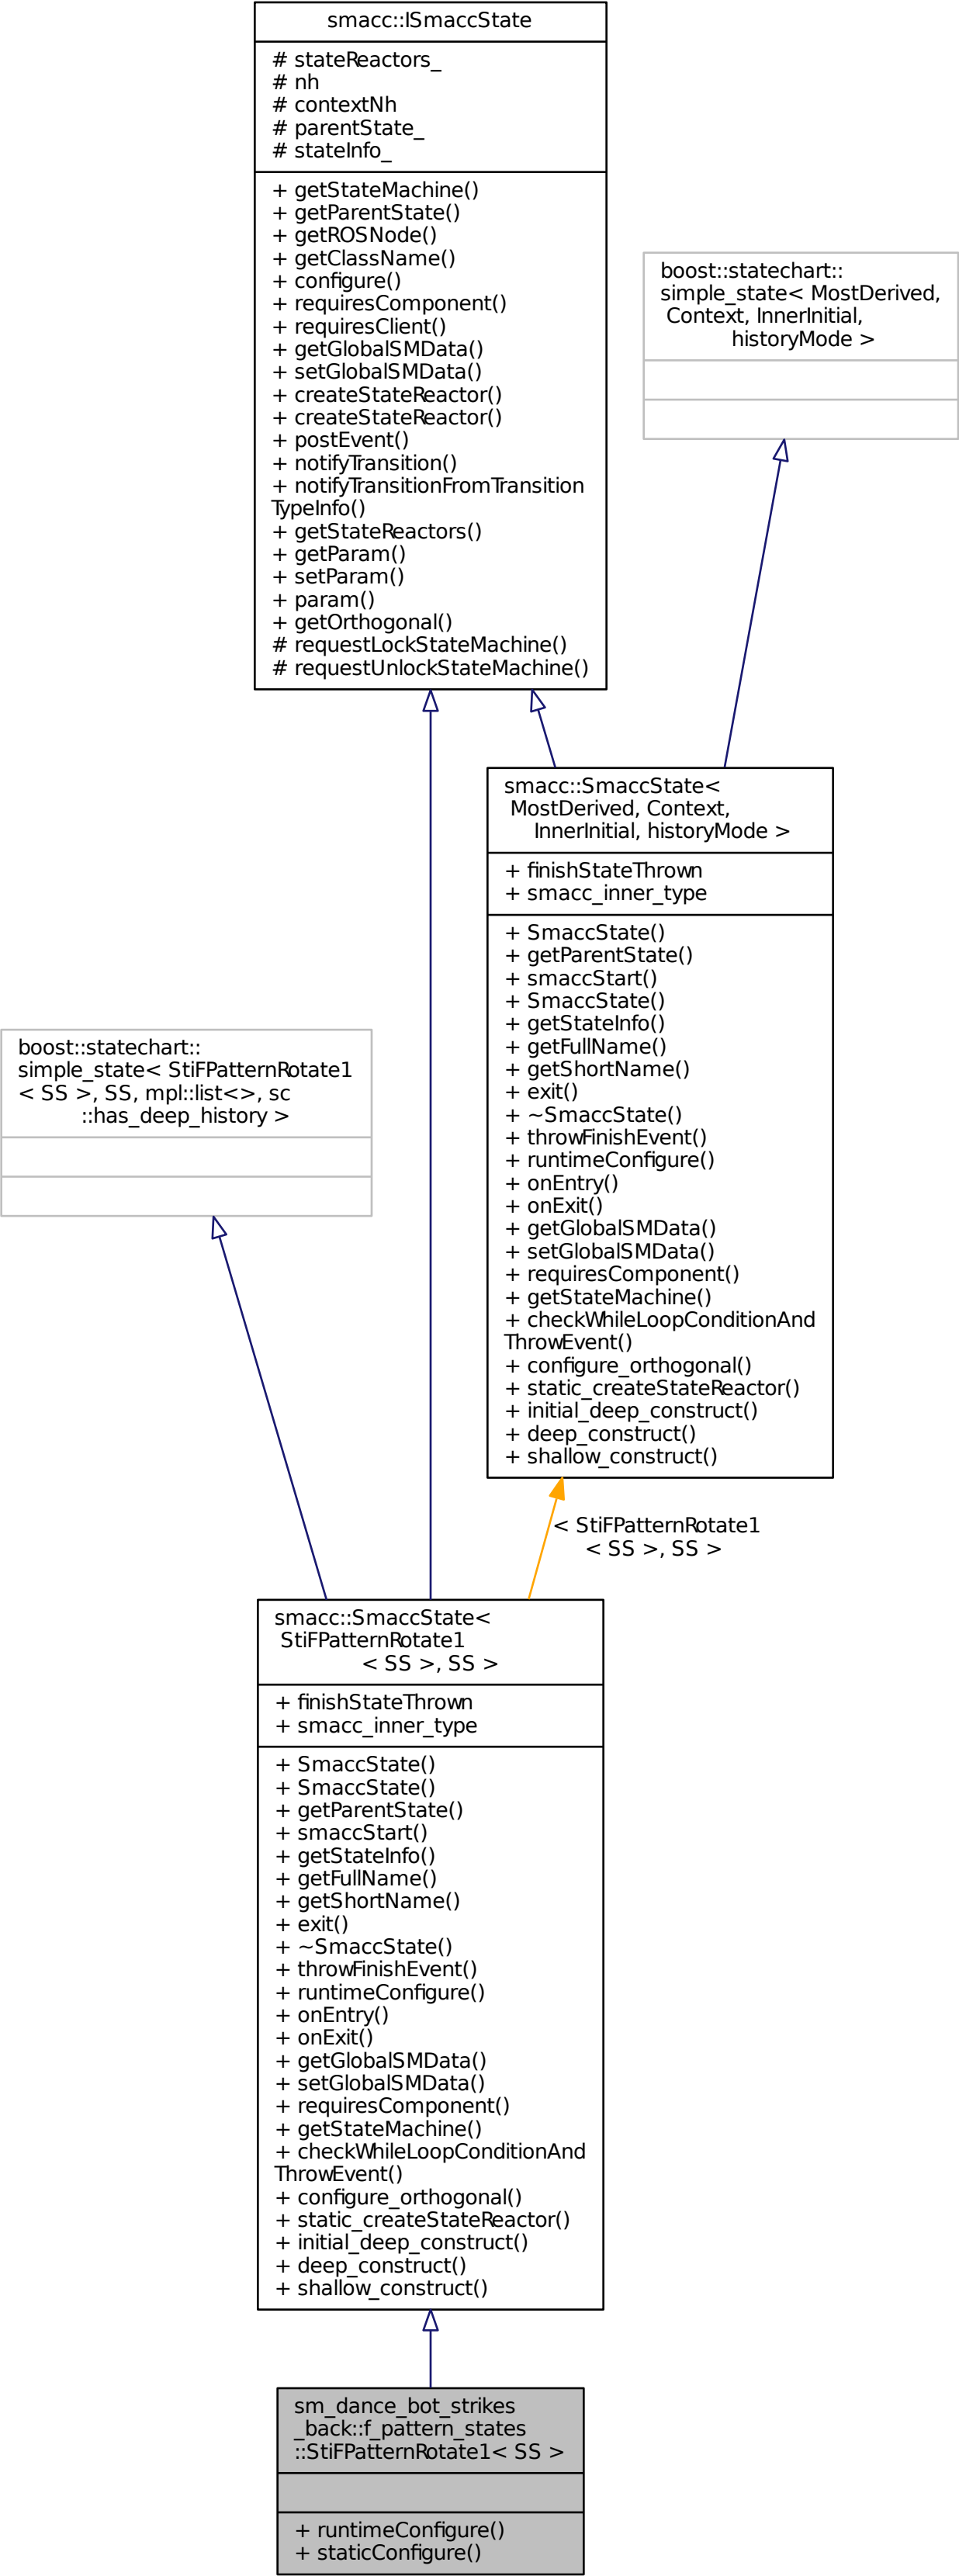 smacc::ISmaccState
# stateReactors_
# nh
# contextNh
# parentState_
# stateInfo_
+ getStateMachine()
+ getParentState()
+ getROSNode()
+ getClassName()
+ configure()
+ requiresComponent()
+ requiresClient()
+ getGlobalSMData()
+ setGlobalSMData()
+ createStateReactor()
+ createStateReactor()
+ postEvent()
+ notifyTransition()
+ notifyTransitionFromTransition
TypeInfo()
+ getStateReactors()
+ getParam()
+ setParam()
+ param()
+ getOrthogonal()
# requestLockStateMachine()
# requestUnlockStateMachine()
boost::statechart::
simple_state< MostDerived,
Context, InnerInitial,
historyMode >
smacc::SmaccState<
MostDerived, Context,
InnerInitial, historyMode >
+ finishStateThrown
+ smacc_inner_type
+ SmaccState()
+ getParentState()
+ smaccStart()
+ SmaccState()
+ getStateInfo()
+ getFullName()
+ getShortName()
+ exit()
+ ~SmaccState()
+ throwFinishEvent()
+ runtimeConfigure()
+ onEntry()
+ onExit()
+ getGlobalSMData()
+ setGlobalSMData()
+ requiresComponent()
+ getStateMachine()
+ checkWhileLoopConditionAnd
ThrowEvent()
+ configure_orthogonal()
+ static_createStateReactor()
+ initial_deep_construct()
+ deep_construct()
+ shallow_construct()
boost::statechart::
simple_state< StiFPatternRotate1
< SS >, SS, mpl::list<>, sc
::has_deep_history >
< StiFPatternRotate1
< SS >, SS >
smacc::SmaccState<
StiFPatternRotate1
< SS >, SS >
+ finishStateThrown
+ smacc_inner_type
+ SmaccState()
+ SmaccState()
+ getParentState()
+ smaccStart()
+ getStateInfo()
+ getFullName()
+ getShortName()
+ exit()
+ ~SmaccState()
+ throwFinishEvent()
+ runtimeConfigure()
+ onEntry()
+ onExit()
+ getGlobalSMData()
+ setGlobalSMData()
+ requiresComponent()
+ getStateMachine()
+ checkWhileLoopConditionAnd
ThrowEvent()
+ configure_orthogonal()
+ static_createStateReactor()
+ initial_deep_construct()
+ deep_construct()
+ shallow_construct()
sm_dance_bot_strikes
_back::f_pattern_states
::StiFPatternRotate1< SS >
+ runtimeConfigure()
+ staticConfigure()